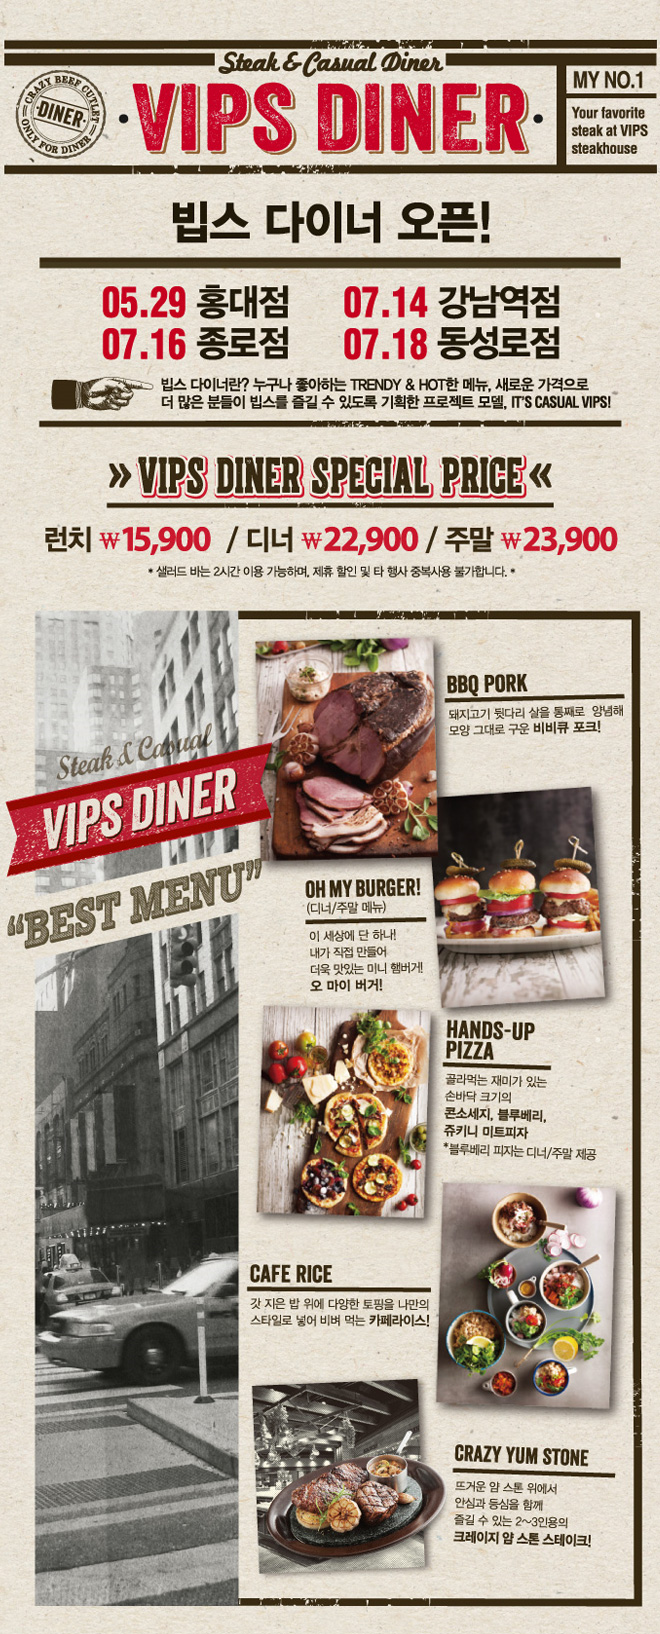 Steak & Casual Diner
VIPS DINER
CRAZY BEEF CUTLET
DINER
ONLY FOR DINER
MY NO.1
Your favorite
steak at VIPS
steakhouse
빕스 다이너 오픈!
05.29 홍대점 07.14 강남역점
07.16 종로점 07.18 동성로점
빕스 다이너란? 누구나 좋아하는 TRENDY & HOT한 메뉴, 새로운 가격으로
더 많은 분들이 빕스를 즐길 수 있도록 기획한 프로젝트 모델, IT'S CASUAL VIPS!
» VIPS DINER SPECIAL PRICE «
런치 ₩15,900 / 디너 ₩22,900 / 주말 ₩23,900
* 샐러드 바는 2시간 이용 가능하며, 제휴 할인 및 타 행사 중복사용 불가합니다. *
Steak & Casual
VIPS DINER
“BEST MENU”
BBQ PORK
돼지고기 뒷다리 살을 통째로 양념해
모양 그대로 구운 비비큐 포크!
OH MY BURGER!
(디너/주말 메뉴)
이 세상에 단 하나!
내가 직접 만들어
더욱 맛있는 미니 햄버거!
오 마이 버거!
HANDS-UP
PIZZA
골라먹는 재미가 있는
손바닥 크기의
콘소세지, 블루베리,
쥬키니 미트피자
*블루베리 피자는 디너/주말 제공
CAFE RICE
갓 지은 밥 위에 다양한 토핑을 나만의
스타일로 넣어 비벼 먹는 카페라이스!
CRAZY YUM STONE
뜨거운 얌 스톤 위에서
안심과 등심을 함께
즐길 수 있는 2~3인용의
크레이지 얌 스톤 스테이크!